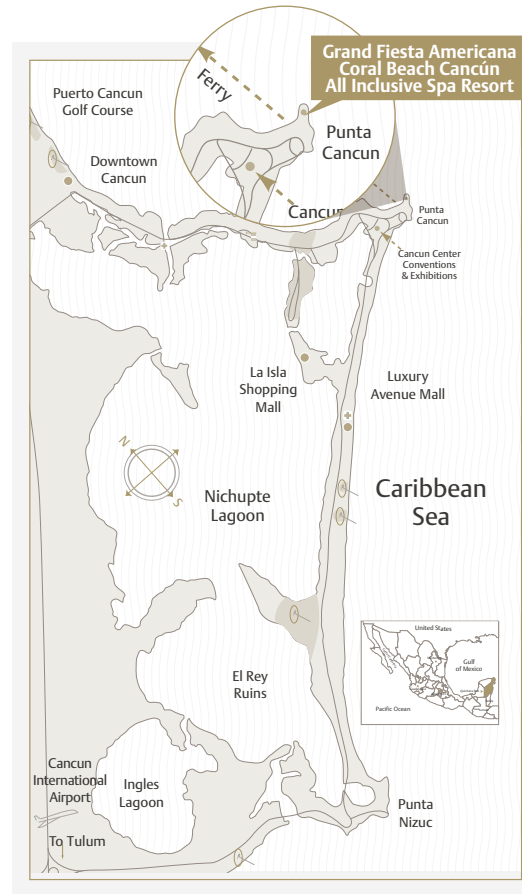 Grand Fiesta Americana
Coral Beach Cancún
All Inclusive Spa Resort
Ferry
Puerto Cancun
Golf Course
Punta
Cancun
Downtown
Cancun
Cancun
Punta
Cancun
Cancun Center
Conventions
& Exhibitions
La Isla
Shopping
Mall
Luxury
Avenue Mall
N
S
Nichupte
Lagoon
Caribbean
Sea
United States
Gulf
of Mexico
Pacific Ocean
El Rey
Ruins
Cancun
International
Airport
Ingles
Lagoon
Punta
Nizuc
To Tulum